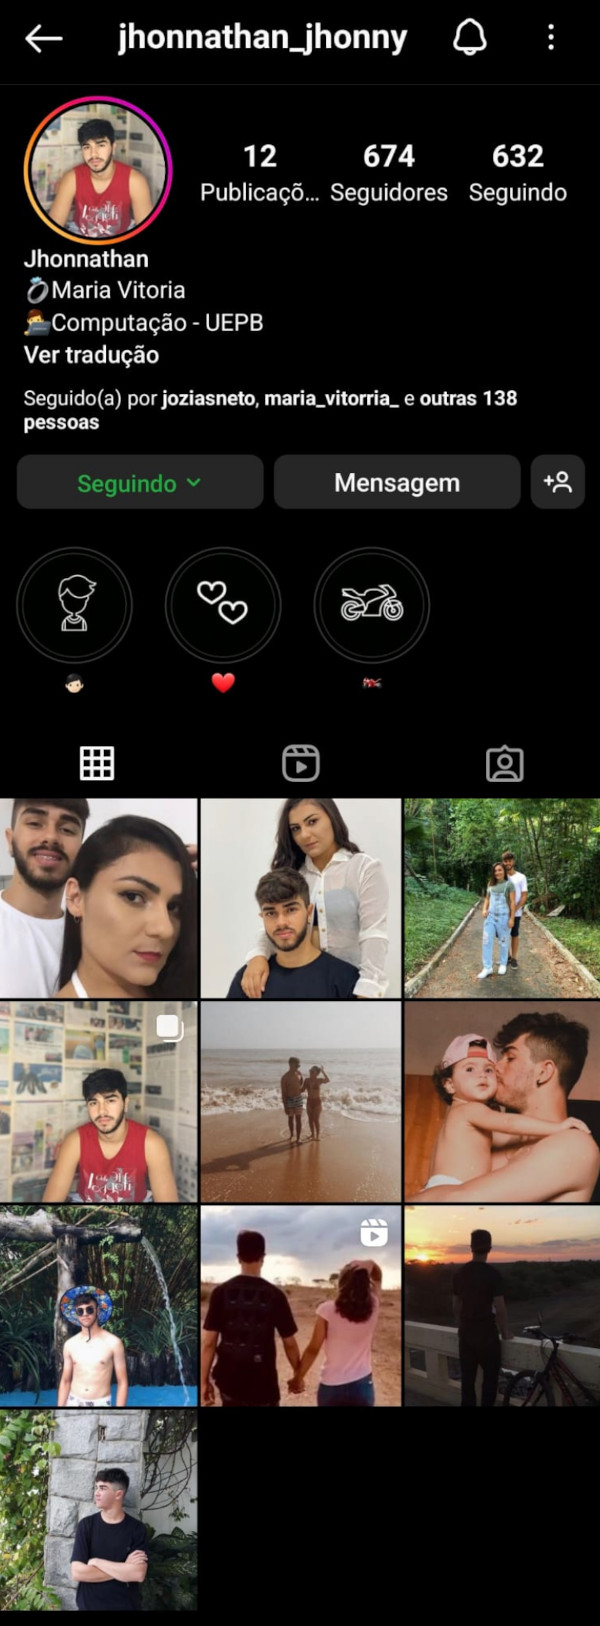 jhonnathan_jhonny
12
674
632
Publicaçõ...
Seguidores
Seguindo
Jhonnathan
💍Maria Vitoria
👨‍💻Computação - UEPB
Ver tradução
Seguido(a) por joziasneto, maria_vitorria_ e outras 138
pessoas
Seguindo
Mensagem